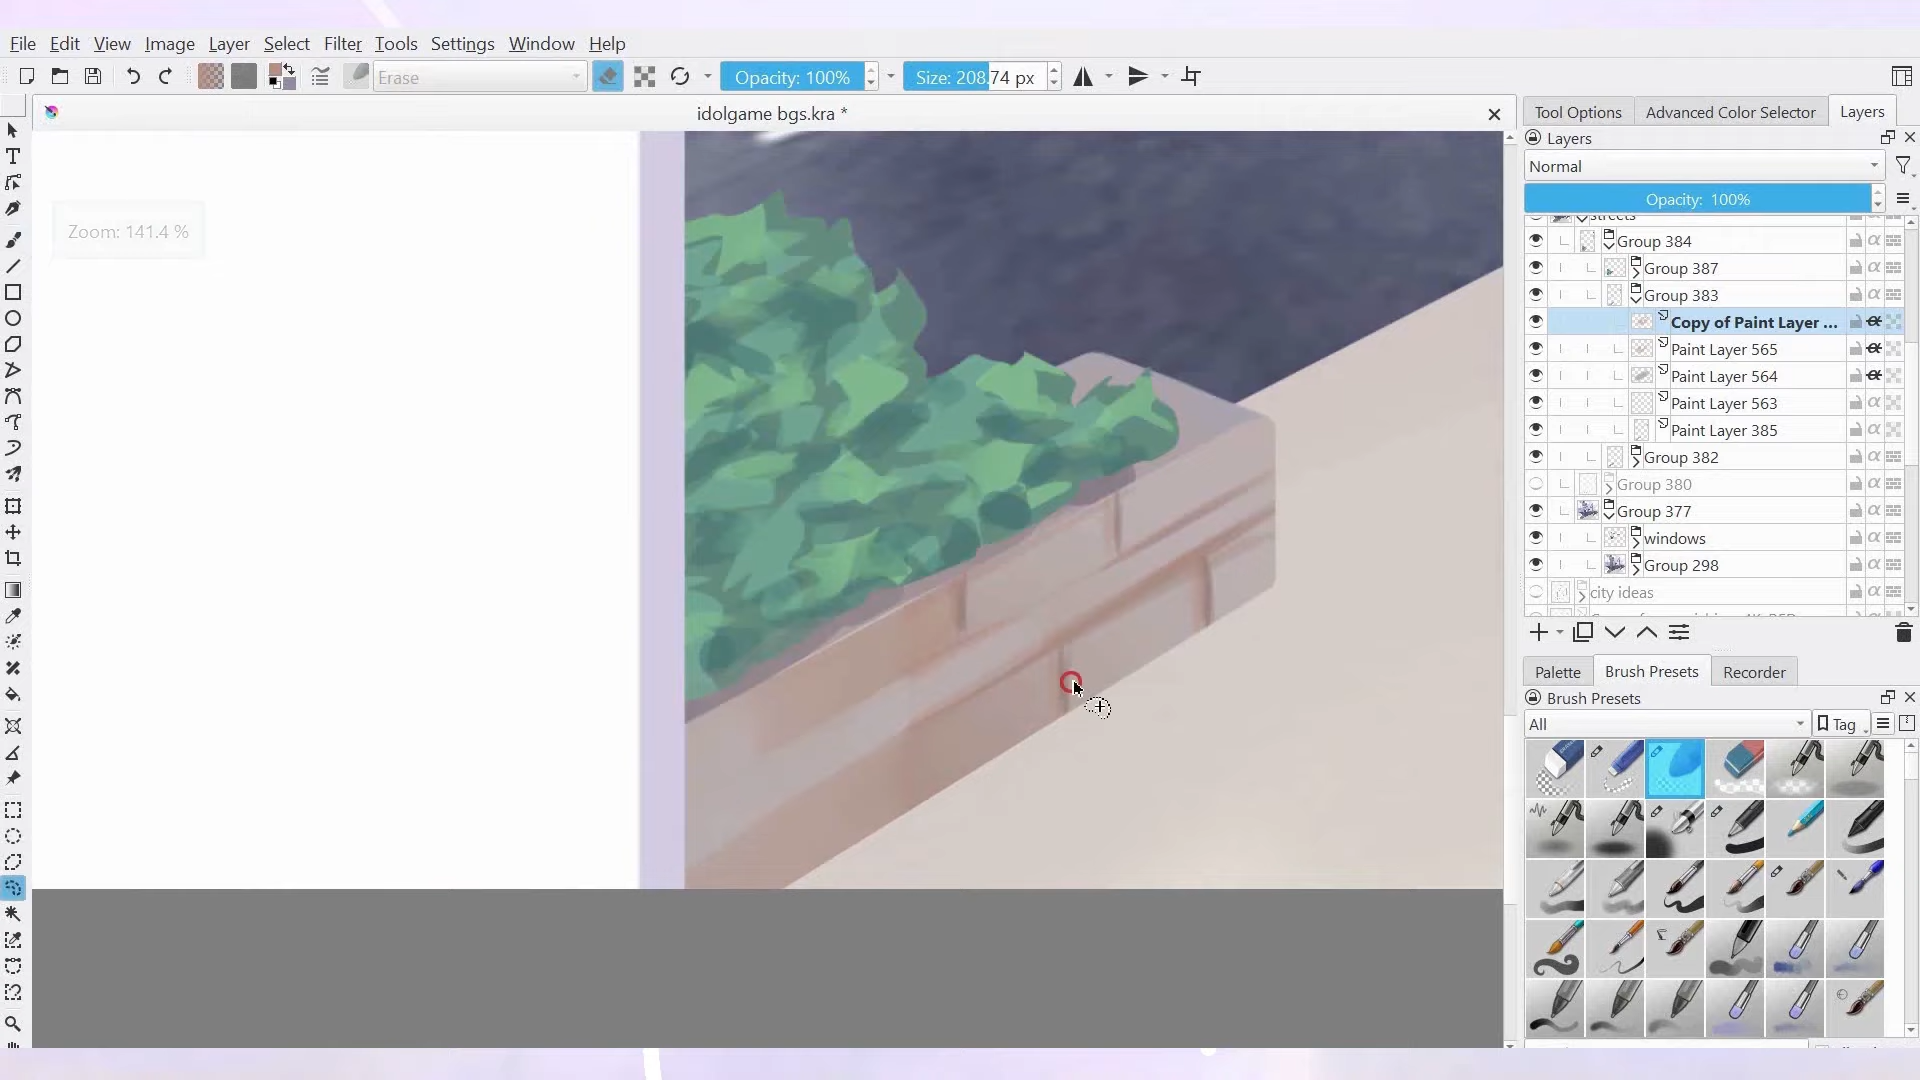 File Edit View Image Layer Select Filter Tools Settings Window Help
Erase Opacity: 100% Size: 208.74 px
idolgame bgs.kra *
Tool Options Advanced Color Selector Layers
Layers
Normal
Opacity: 100%
streets
Group 384
Group 387
Group 383
Copy of Paint Layer ...
Paint Layer 565
Paint Layer 564
Paint Layer 563
Paint Layer 385
Group 382
Group 380
Group 377
windows
Group 298
city ideas
Zoom: 141.4 %
Palette Brush Presets Recorder
Brush Presets
All Tag